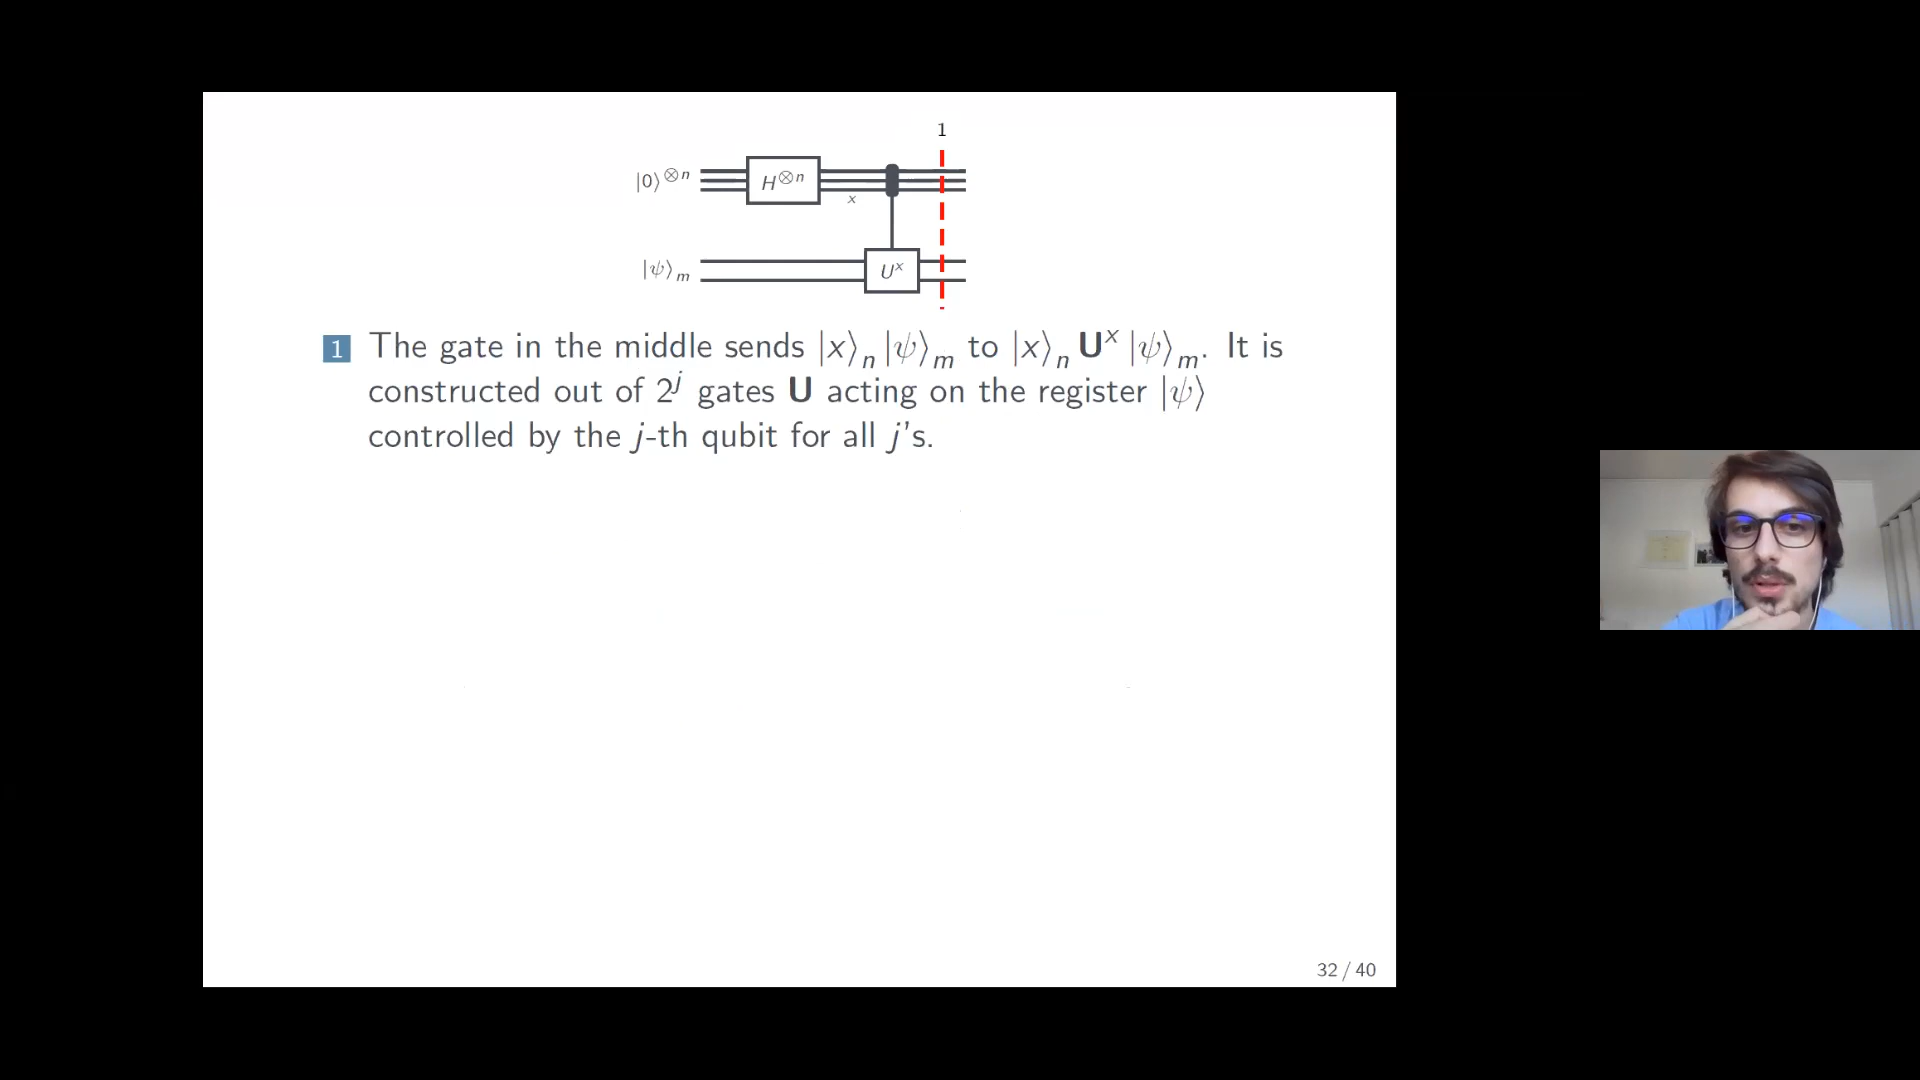 1
|0⟩^{⊗n} H^{⊗n}
x
|ψ⟩_m U^x
1 The gate in the middle sends |x⟩_n |ψ⟩_m to |x⟩_n U^x |ψ⟩_m. It is
constructed out of 2^j gates U acting on the register |ψ⟩
controlled by the j-th qubit for all j's.
32 / 40